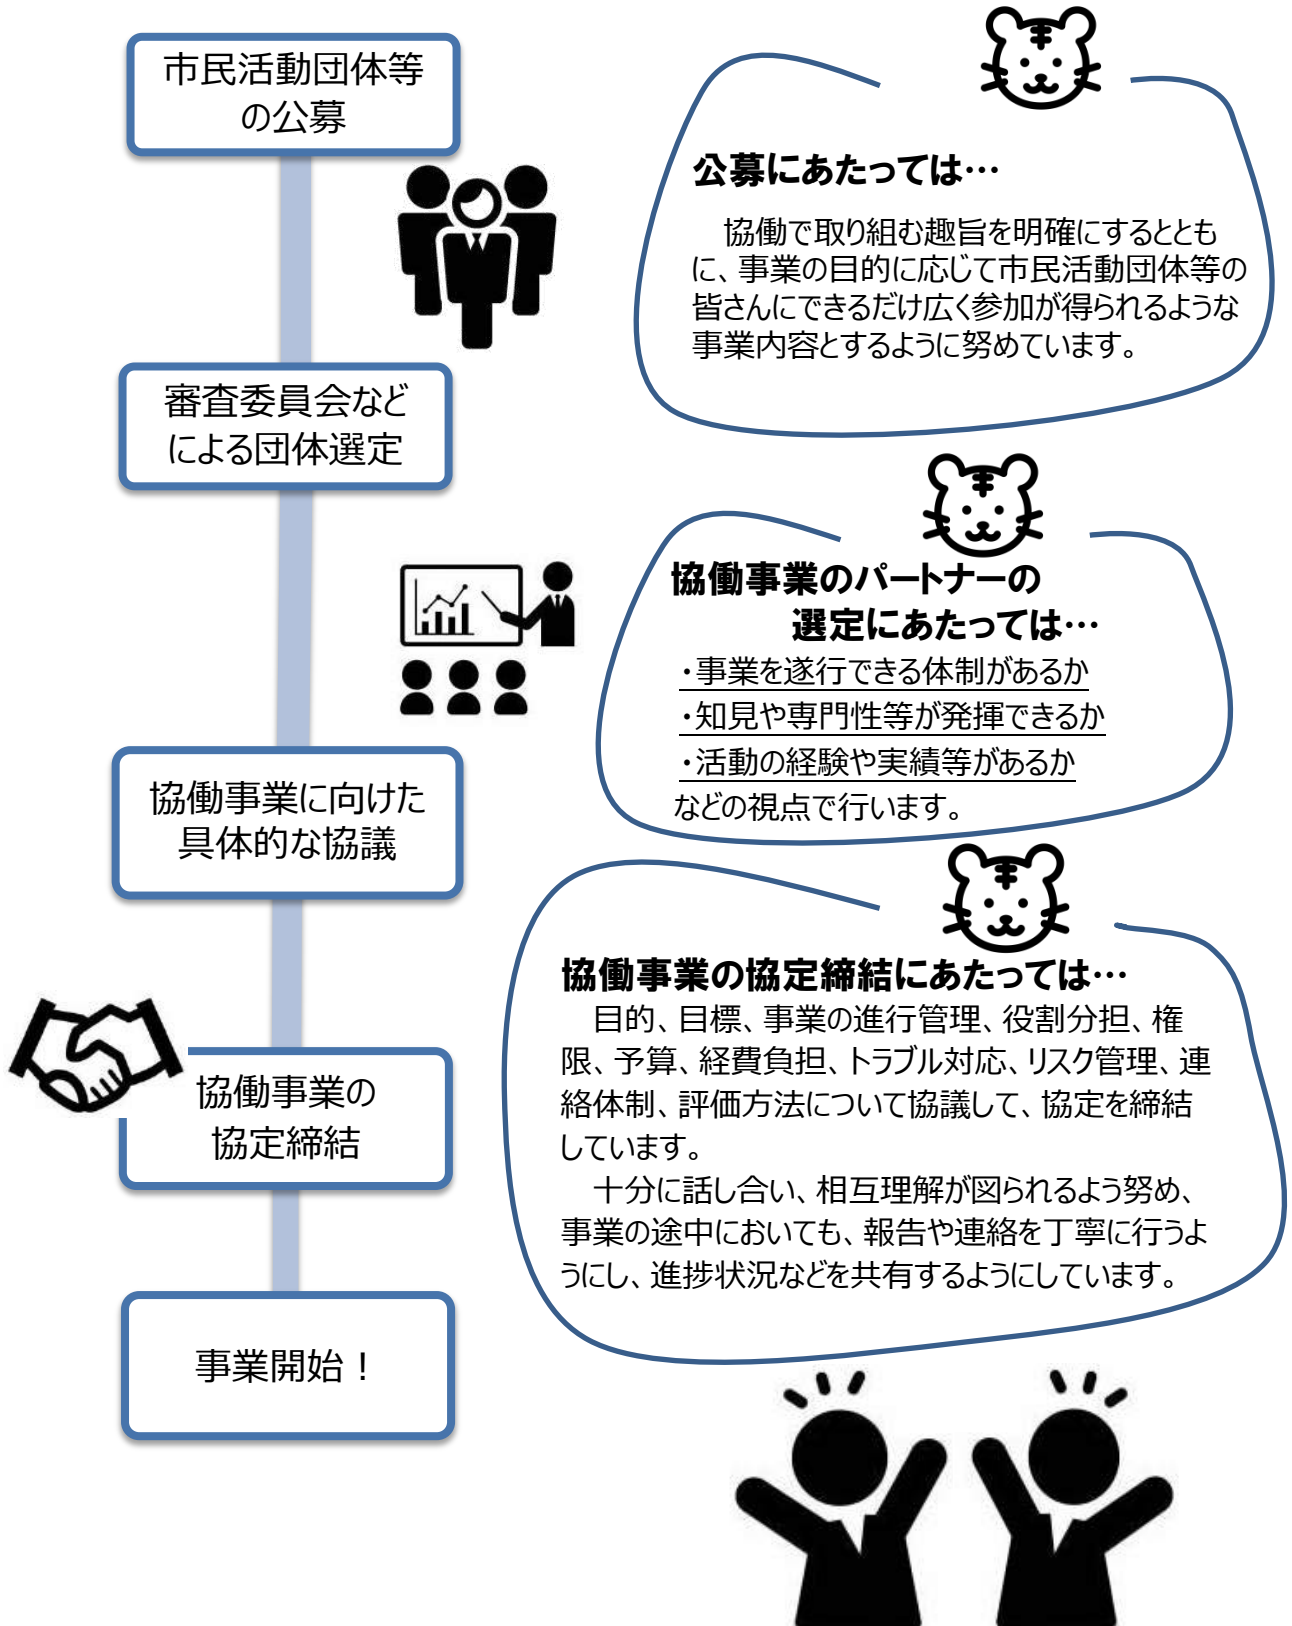 市民活動団体等
の公募
公募にあたっては…
協働で取り組む趣旨を明確にするととも
に、事業の目的に応じて市民活動団体等の
皆さんにできるだけ広く参加が得られるような
事業内容とするように努めています。
審査委員会など
による団体選定
協働事業のパートナーの
選定にあたっては…
・事業を遂行できる体制があるか
・知見や専門性等が発揮できるか
・活動の経験や実績等があるか
などの視点で行います。
協働事業に向けた
具体的な協議
協働事業の協定締結にあたっては…
目的、目標、事業の進行管理、役割分担、権
限、予算、経費負担、トラブル対応、リスク管理、連
絡体制、評価方法について協議して、協定を締結
しています。
十分に話し合い、相互理解が図られるよう努め、
事業の途中においても、報告や連絡を丁寧に行うよ
うにし、進捗状況などを共有するようにしています。
協働事業の
協定締結
事業開始！